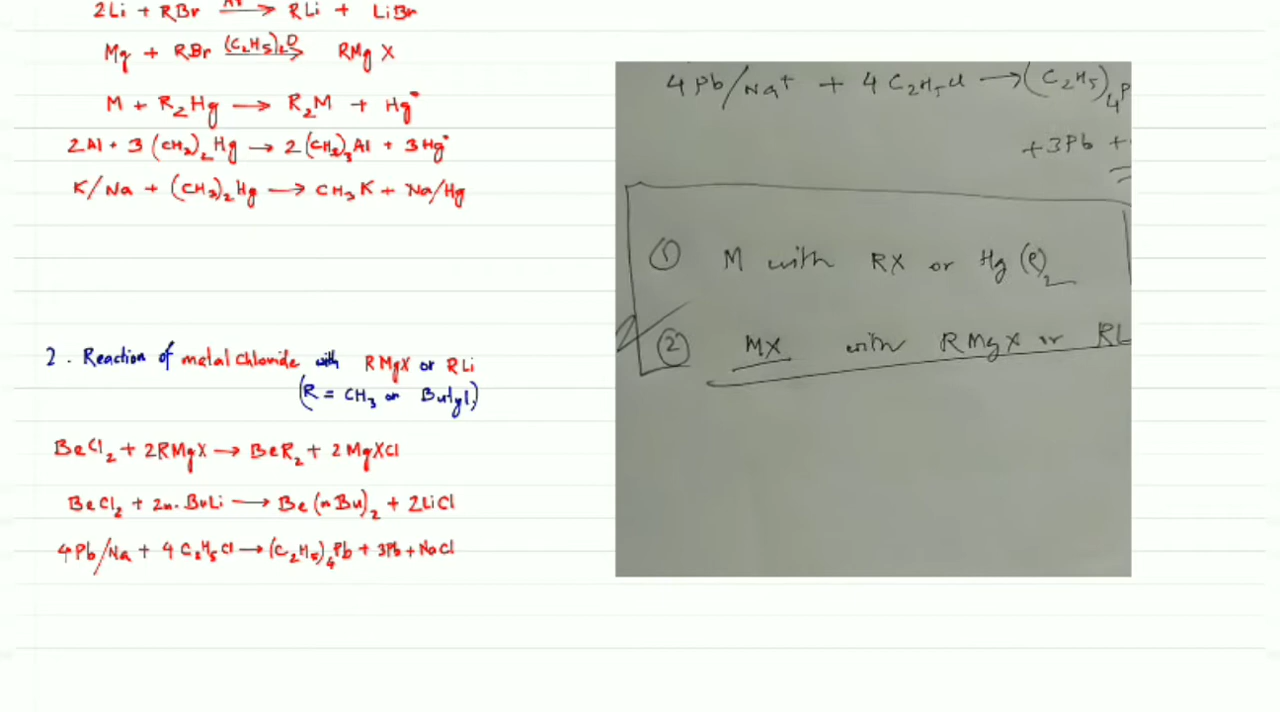 2Li + RBr —Ar→ RLi + LiBr
Mg + RBr —(C₂H₅)₂O→ RMgX
M + R₂Hg → R₂M + Hg°
2Al + 3(CH₃)₂Hg → 2(CH₃)₃Al + 3Hg°
K/Na + (CH₃)₂Hg → CH₃K + Na/Hg
2. Reaction of metal chloride with RMgX or RLi
(R = CH₃ or Butyl)
BeCl₂ + 2RMgX → BeR₂ + 2MgXCl
BeCl₂ + 2n.BuLi → Be(nBu)₂ + 2LiCl
4Pb/Na + 4C₂H₅Cl → (C₂H₅)₄Pb + 3Pb + NaCl
4Pb/Na+ + 4C₂H₅Cl → (C₂H₅)₄P
+3Pb +
① M with RX or Hg(R)₂
② MX with RMgX or RL